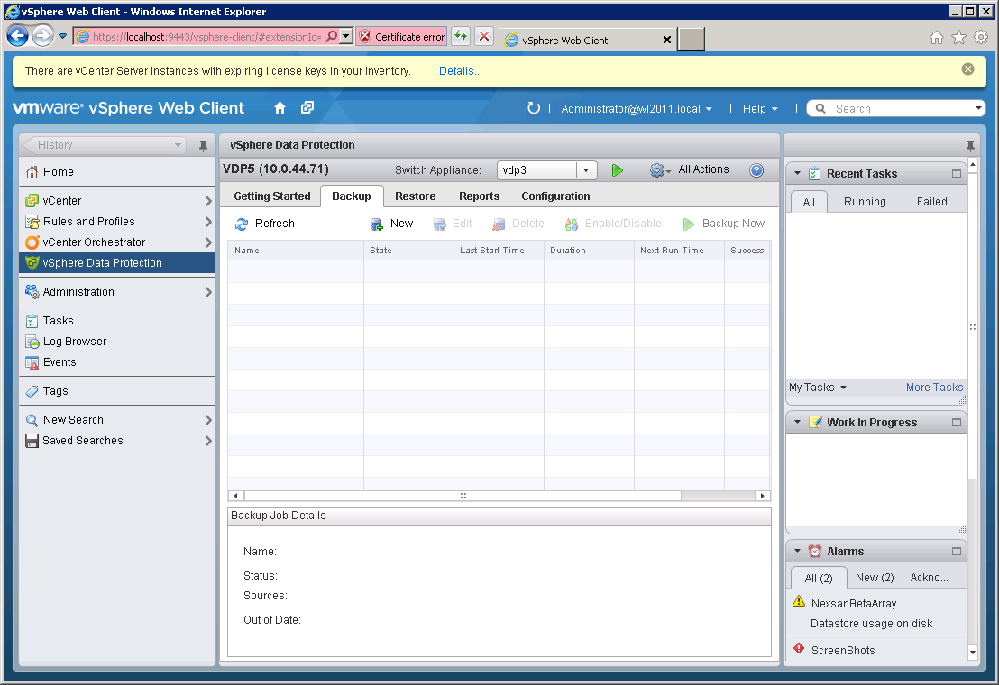 vSphere Web Client - Windows Internet Explorer
https://localhost:9443/vsphere-client/#extensionId=
Certificate error
vSphere Web Client
There are vCenter Server instances with expiring license keys in your inventory. Details...
vmware® vSphere Web Client
Administrator@wl2011.local
Help
Search
History
Home
vCenter
Rules and Profiles
vCenter Orchestrator
vSphere Data Protection
Administration
Tasks
Log Browser
Events
Tags
New Search
Saved Searches
vSphere Data Protection
VDP5 (10.0.44.71)
Switch Appliance:
vdp3
All Actions
Getting Started
Backup
Restore
Reports
Configuration
Refresh
New
Edit
Delete
Enable/Disable
Backup Now
Name
State
Last Start Time
Duration
Next Run Time
Success
Backup Job Details
Name:
Status:
Sources:
Out of Date:
Recent Tasks
All
Running
Failed
My Tasks
More Tasks
Work In Progress
Alarms
All (2)
New (2)
Ackno...
NexsanBetaArray
Datastore usage on disk
ScreenShots